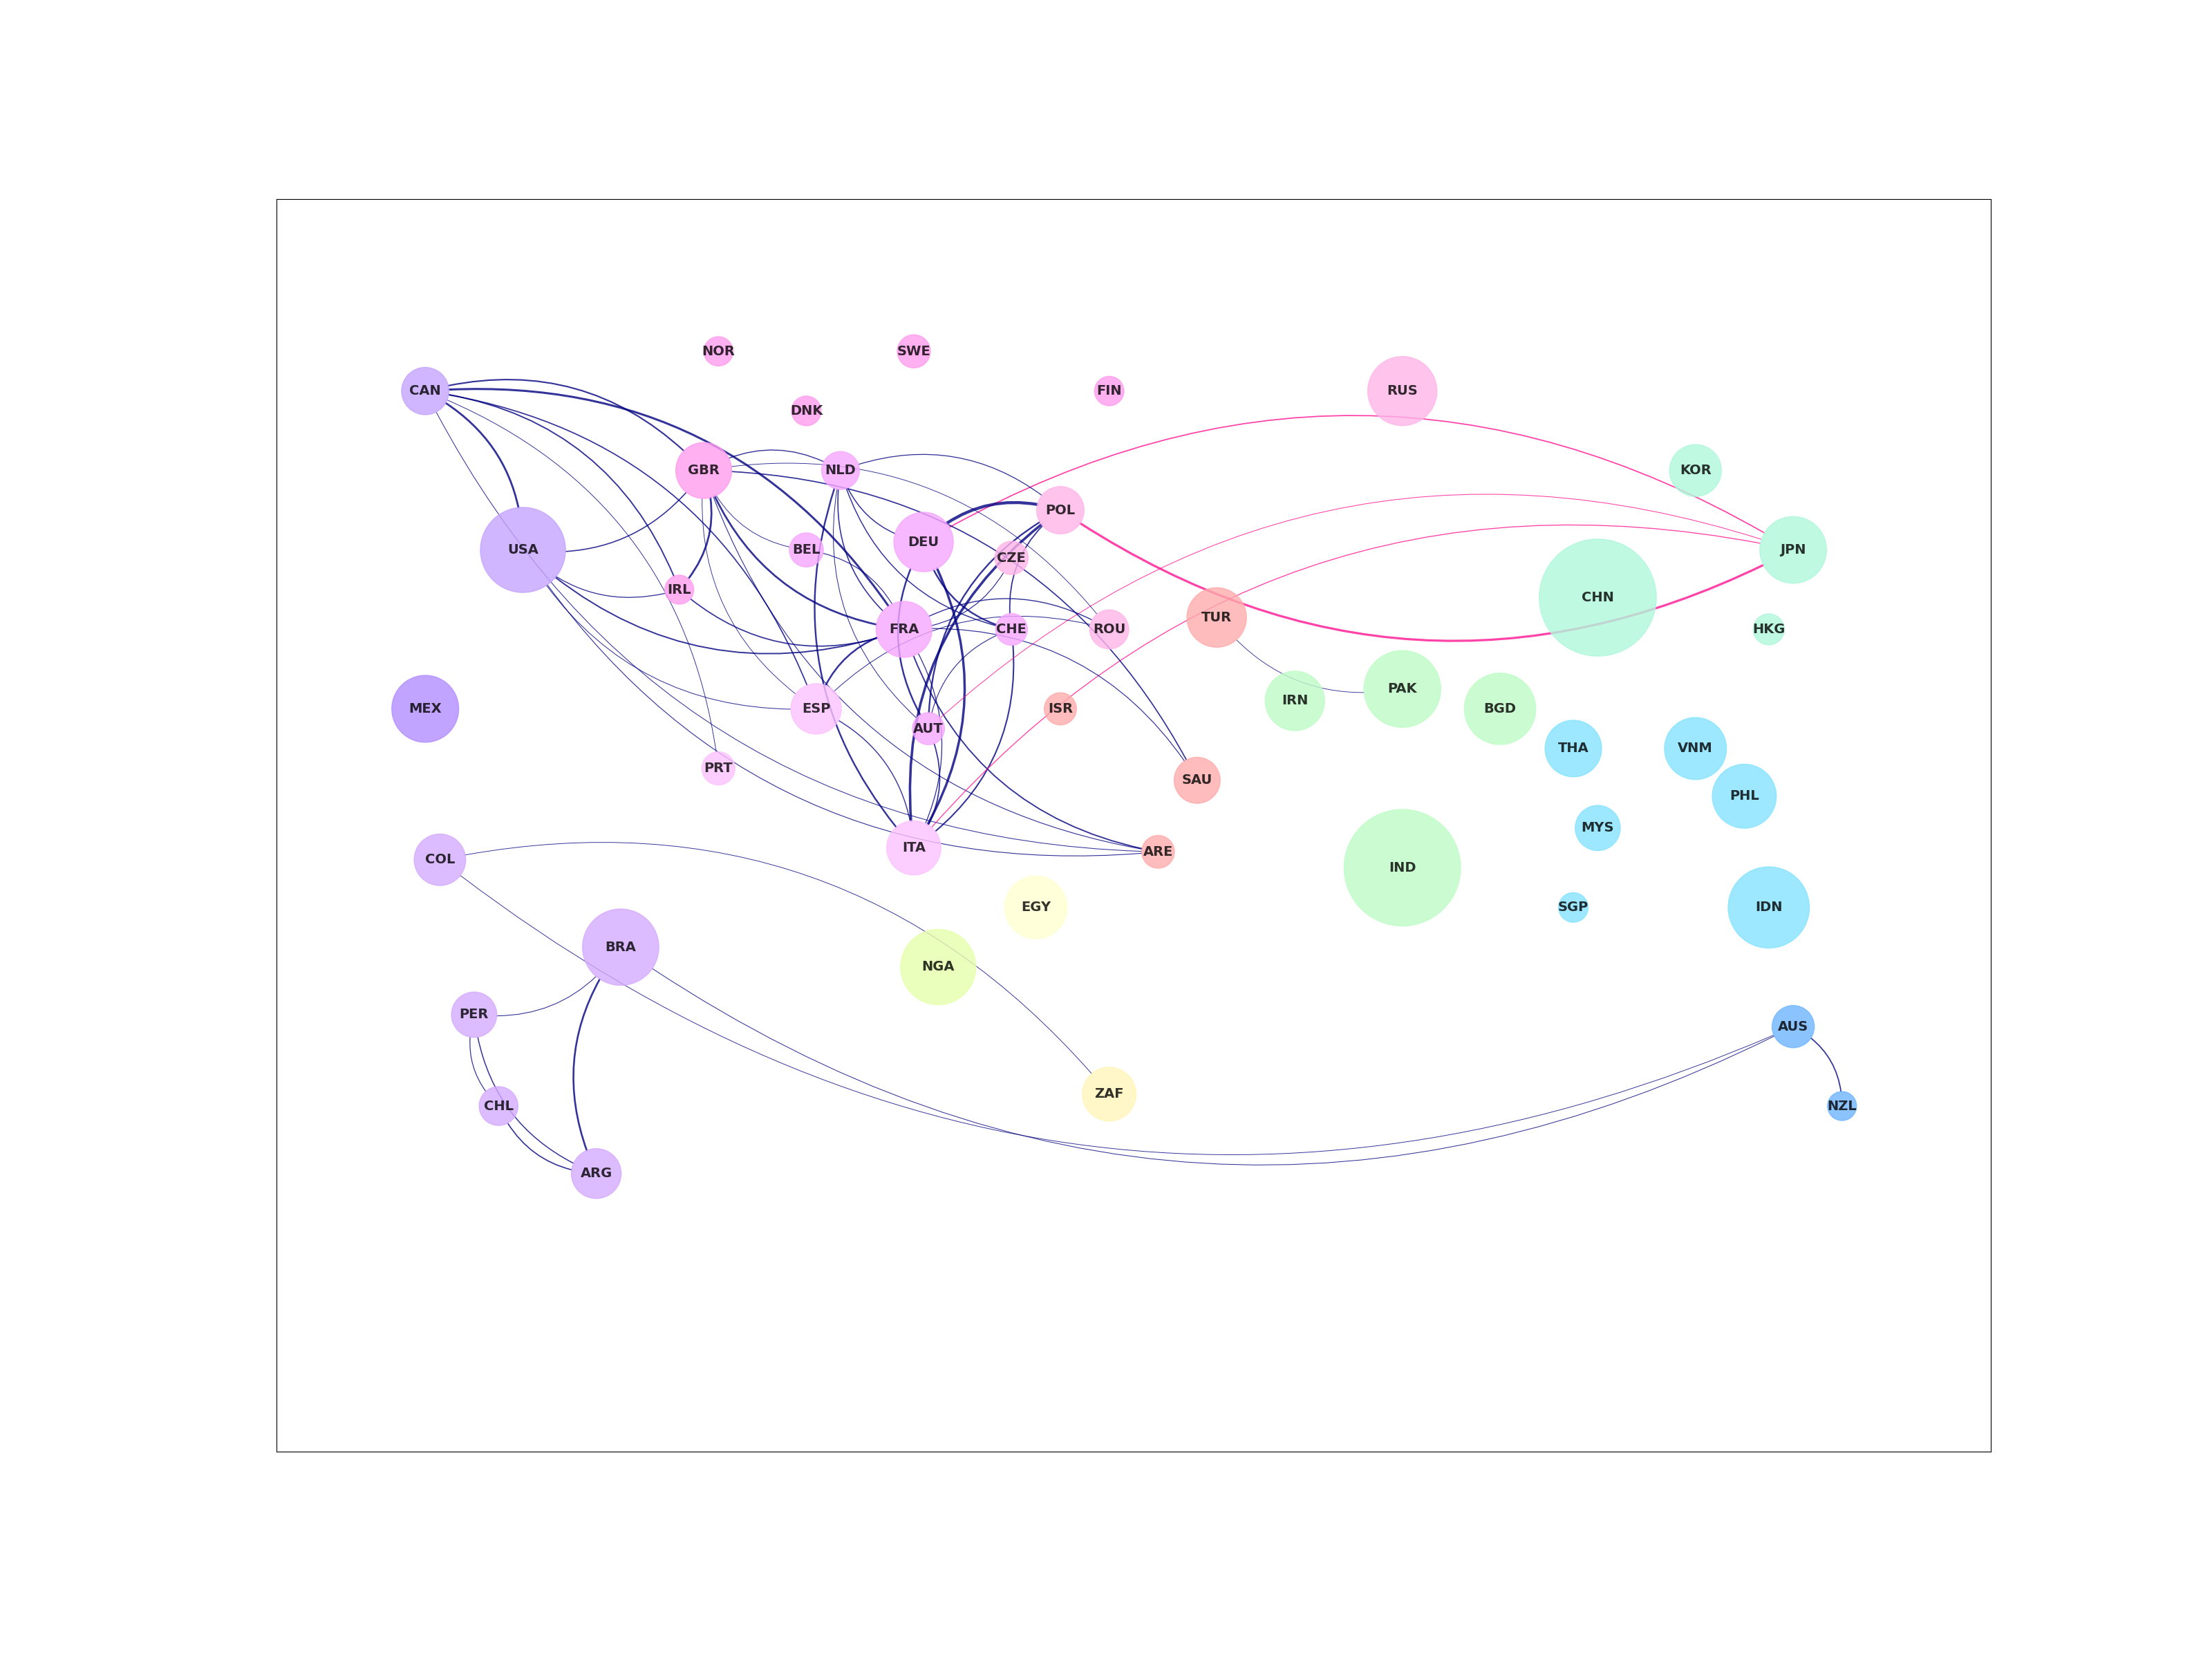 NOR
SWE
CAN
FIN
RUS
DNK
GBR
NLD
KOR
POL
DEU
USA
BEL
CZE
JPN
IRL
CHN
TUR
FRA
CHE
ROU
HKG
MEX
ESP
ISR
IRN
PAK
BGD
AUT
THA
VNM
PRT
SAU
PHL
MYS
ITA
ARE
COL
IND
EGY
SGP
IDN
BRA
NGA
PER
AUS
ZAF
CHL
NZL
ARG